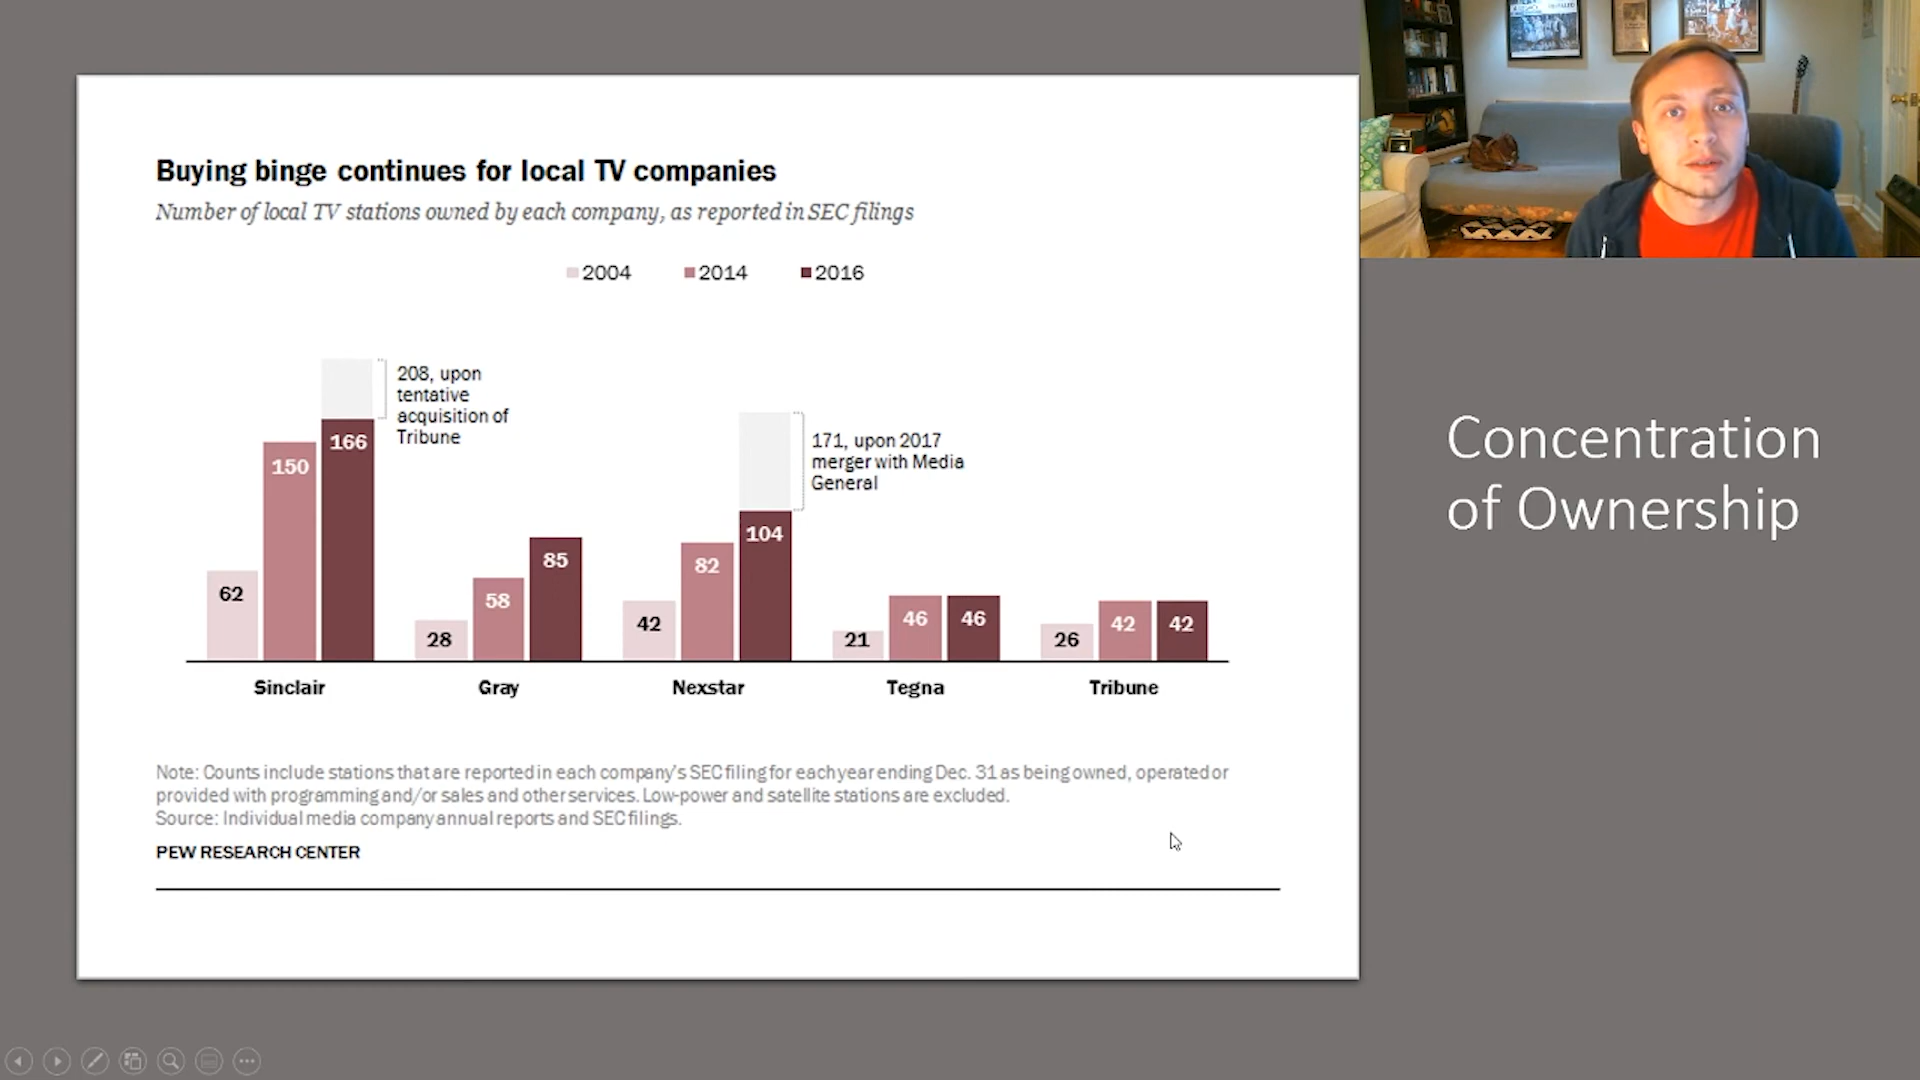 Buying binge continues for local TV companies
Number of local TV stations owned by each company, as reported in SEC filings
2004 2014 2016
208, upon
tentative
acquisition of
Tribune
62 150 166
28 58 85
42 82 104
171, upon 2017
merger with Media
General
21 46 46
26 42 42
Sinclair Gray Nexstar Tegna Tribune
Note: Counts include stations that are reported in each company's SEC filing for each year ending Dec. 31 as being owned, operated or
provided with programming and/or sales and other services. Low-power and satellite stations are excluded.
Source: Individual media company annual reports and SEC filings.
PEW RESEARCH CENTER
Concentration
of Ownership